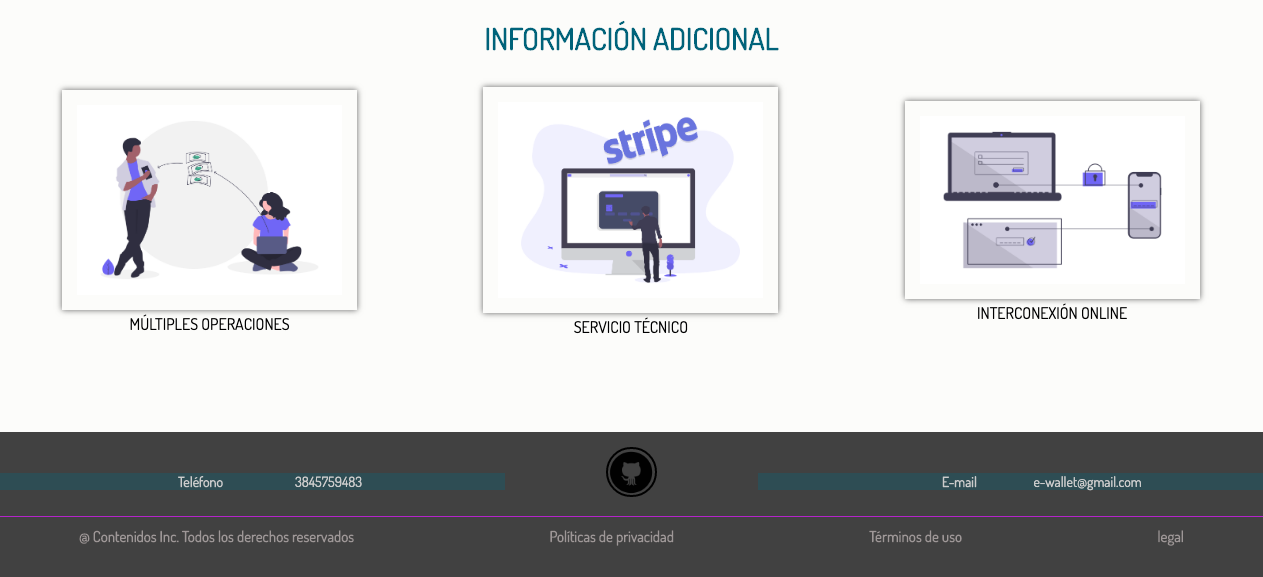 INFORMACIÓN ADICIONAL
stripe
MÚLTIPLES OPERACIONES
SERVICIO TÉCNICO
INTERCONEXIÓN ONLINE
Teléfono 3845759483 E-mail e-wallet@gmail.com
@ Contenidos Inc. Todos los derechos reservados Políticas de privacidad Términos de uso legal